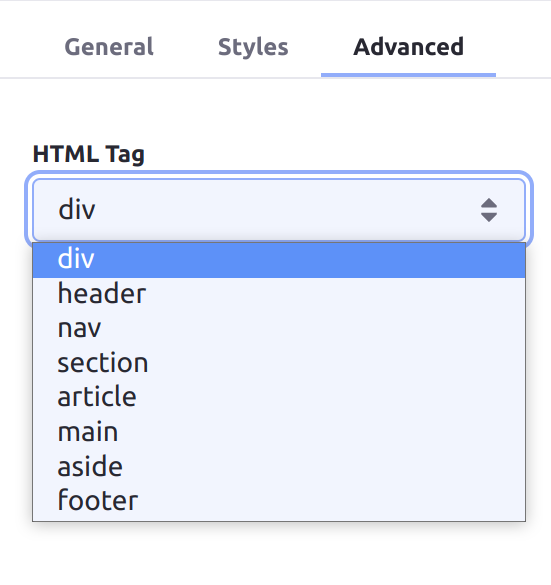 General Styles Advanced
HTML Tag
div
div
header
nav
section
article
main
aside
footer